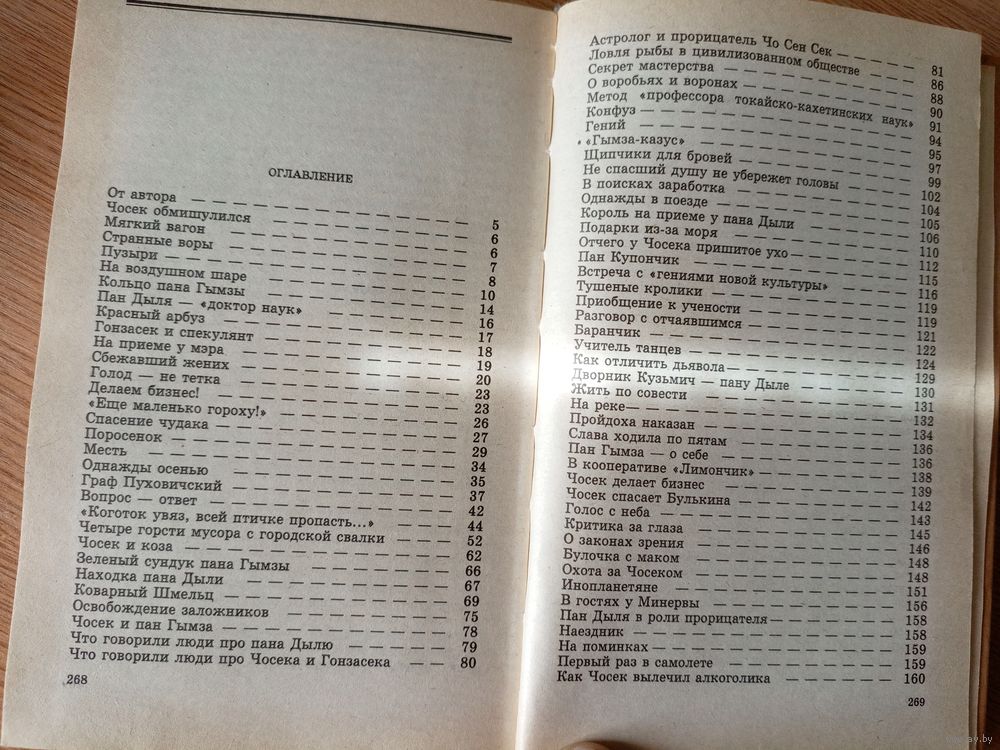 ОГЛАВЛЕНИЕ
От автора — 5
Чосек обмишулился — 6
Мягкий вагон — 6
Странные воры — 7
Пузыри — 8
На воздушном шаре — 10
Кольцо пана Гымзы — 14
Пан Дыля — «доктор наук» — 16
Красный арбуз — 17
Гонзасек и спекулянт — 18
На приеме у мэра — 19
Сбежавший жених — 20
Голод — не тетка — 23
Делаем бизнес! — 23
«Еще маленько гороху!» — 26
Спасение чудака — 27
Поросенок — 29
Месть — 34
Однажды осенью — 35
Граф Пуховичский — 37
Вопрос — ответ — 42
«Коготок увяз, всей птичке пропасть...» — 44
Четыре горсти мусора с городской свалки — 52
Чосек и коза — 62
Зеленый сундук пана Гымзы — 66
Находка пана Дыли — 67
Коварный Шмельц — 69
Освобождение заложников — 75
Чосек и пан Гымза — 78
Что говорили люди про пана Дылю — 79
Что говорили люди про Чосека и Гонзасека — 80
268
Астролог и прорицатель Чо Сен Сек — 81
Ловля рыбы в цивилизованном обществе — 86
Секрет мастерства — 88
О воробьях и воронах — 90
Метод «профессора токайско-кахетинских наук» 91
Конфуз — 94
Гений — 95
«Гымза-казус» — 97
Щипчики для бровей — 99
Не спасший душу не убережет головы — 102
В поисках заработка — 104
Однажды в поезде — 105
Король на приеме у пана Дыли — 106
Подарки из-за моря — 110
Отчего у Чосека пришитое ухо — 112
Пан Купончик — 115
Встреча с «гениями новой культуры» — 116
Тушеные кролики — 119
Приобщение к учености — 119
Разговор с отчаявшимся — 121
Баранчик — 122
Учитель танцев — 124
Как отличить дьявола — 129
Дворник Кузьмич — пану Дыле — 130
Жить по совести — 131
На реке — 132
Пройдоха наказан — 134
Слава ходила по пятам — 136
Пан Гымза — о себе — 136
В кооперативе «Лимончик» — 138
Чосек делает бизнес — 139
Чосек спасает Булькина — 142
Голос с неба — 143
Критика за глаза — 145
О законах зрения — 146
Булочка с маком — 148
Охота за Чосеком — 148
Инопланетяне — 151
В гостях у Минервы — 156
Пан Дыля в роли прорицателя — 158
Наездник — 158
На поминках — 159
Первый раз в самолете — 159
Как Чосек вылечил алкоголика — 160
269